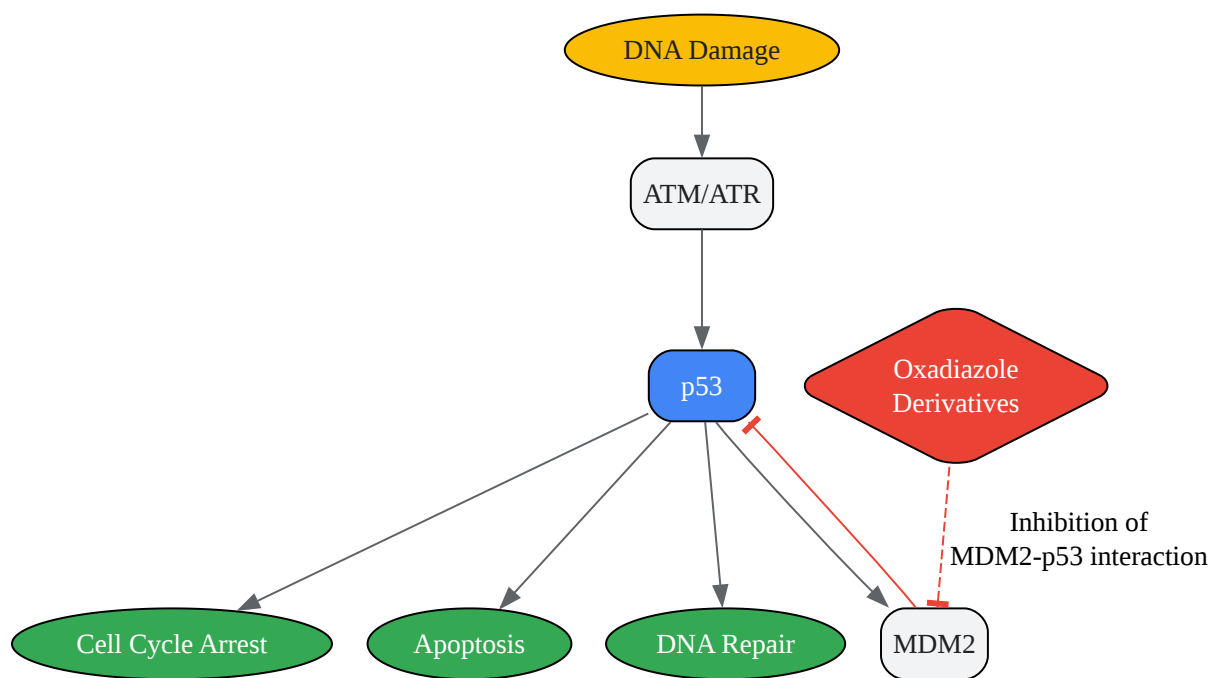 DNA Damage
ATM/ATR
p53
Oxadiazole
Derivatives
Inhibition of
MDM2-p53 interaction
Cell Cycle Arrest
Apoptosis
DNA Repair
MDM2